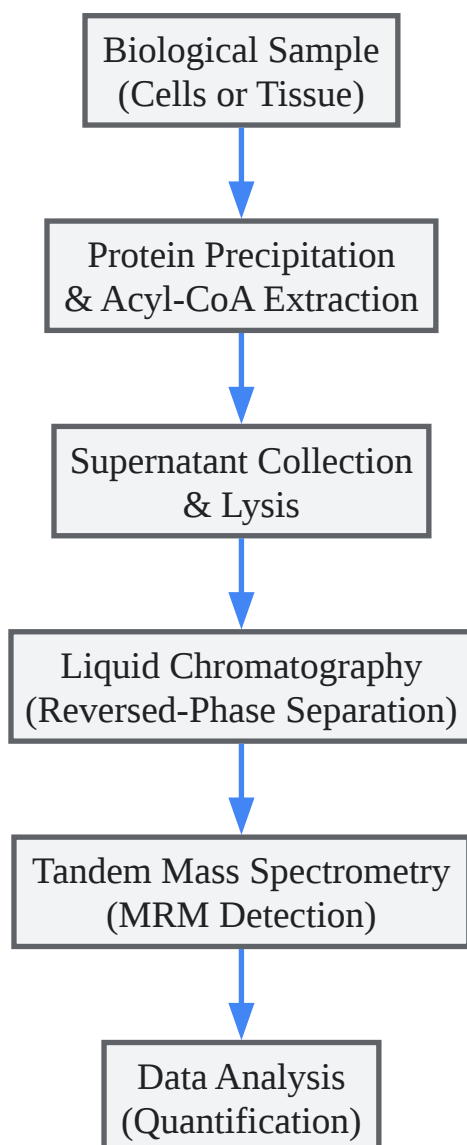 Biological Sample
(Cells or Tissue)
Protein Precipitation
& Acyl-CoA Extraction
Supernatant Collection
& Lysis
Liquid Chromatography
(Reversed-Phase Separation)
Tandem Mass Spectrometry
(MRM Detection)
Data Analysis
(Quantification)